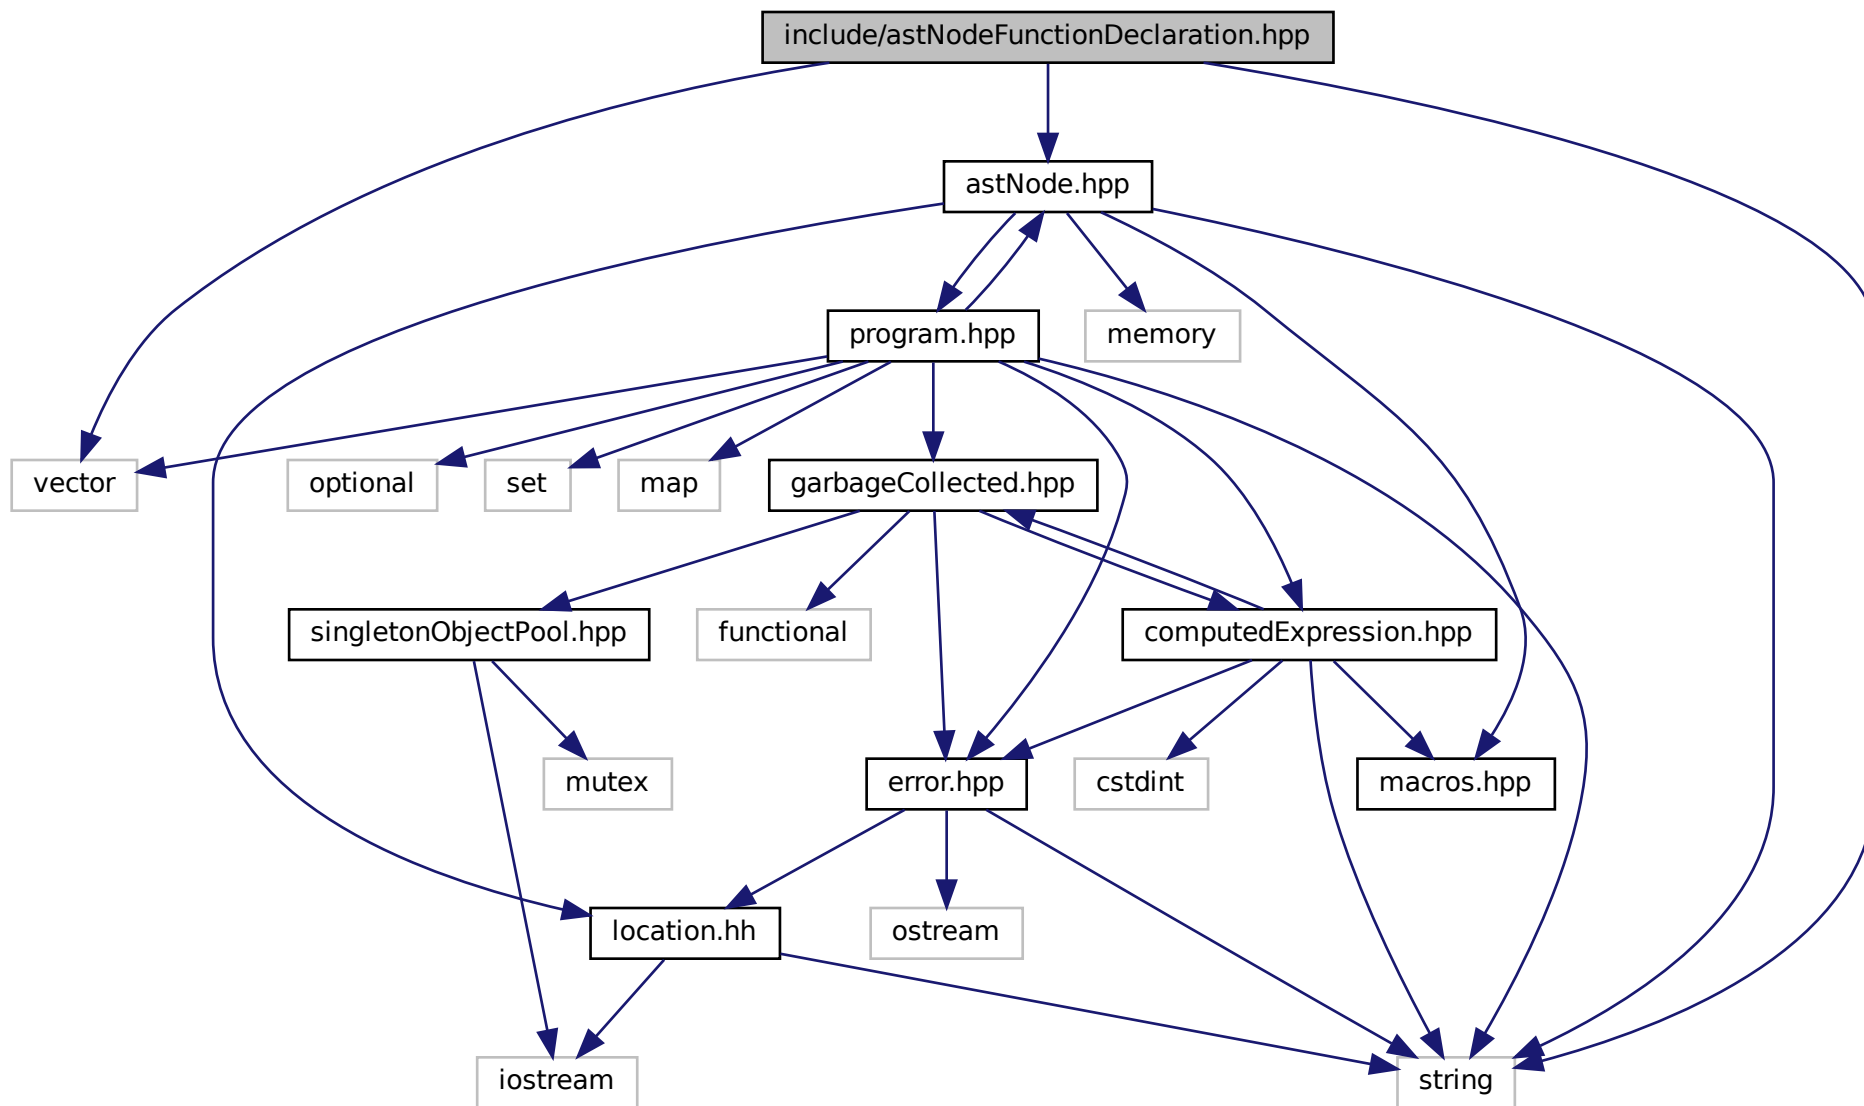 include/astNodeFunctionDeclaration.hpp
astNode.hpp
program.hpp
memory
vector
optional
set
map
garbageCollected.hpp
singletonObjectPool.hpp
functional
computedExpression.hpp
mutex
error.hpp
cstdint
macros.hpp
location.hh
ostream
iostream
string